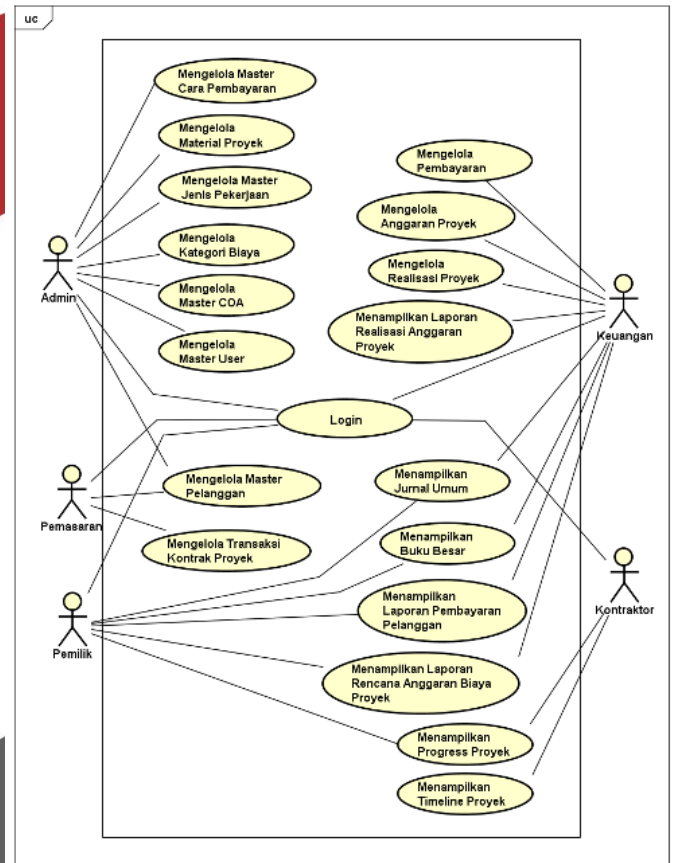 uc
Mengelola Master
Cara Pembayaran
Mengelola
Material Proyek
Mengelola Master
Jenis Pekerjaan
Mengelola
Kategori Biaya
Mengelola
Master COA
Mengelola
Master User
Admin
Mengelola
Pembayaran
Mengelola
Anggaran Proyek
Mengelola
Realisasi Proyek
Menampilkan Laporan
Realisasi Anggaran
Proyek
Keuangan
Login
Mengelola Master
Pelanggan
Mengelola Transaksi
Kontrak Proyek
Pemasaran
Pemilik
Menampilkan
Jurnal Umum
Menampilkan
Buku Besar
Menampilkan
Laporan Pembayaran
Pelanggan
Menampilkan Laporan
Rencana Anggaran Biaya
Proyek
Menampilkan
Progress Proyek
Menampilkan
Timeline Proyek
Kontraktor